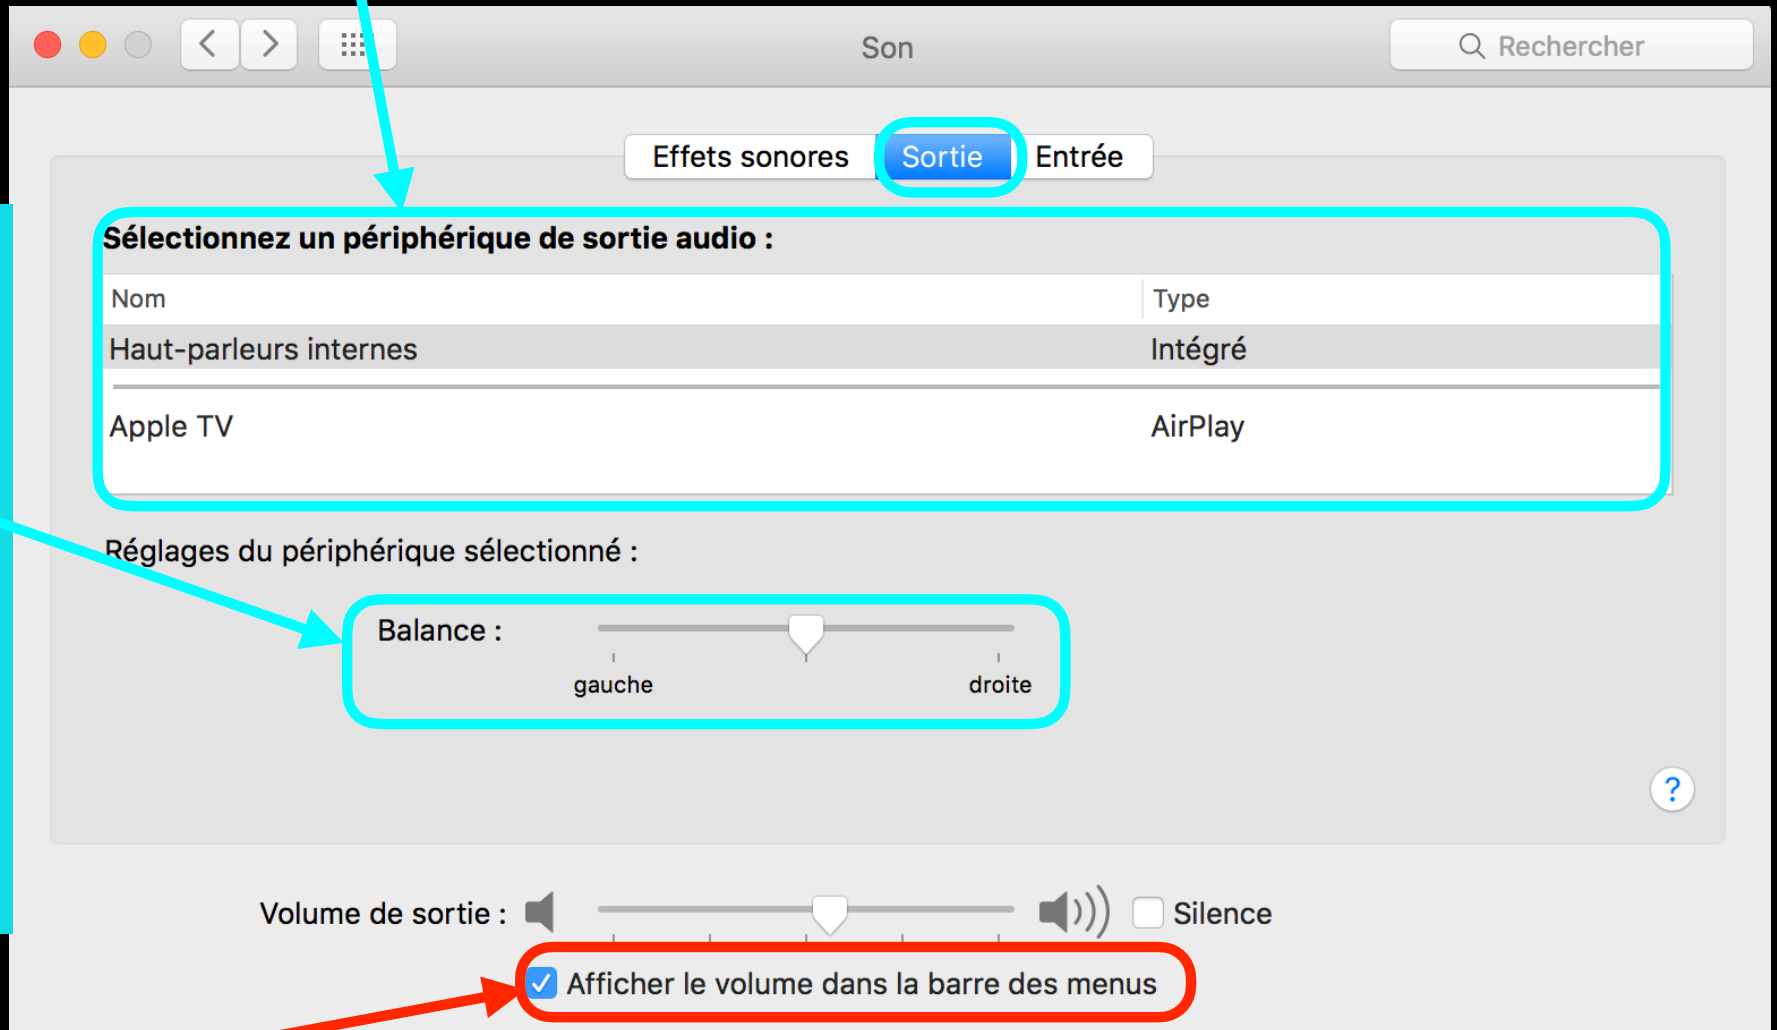 Son
Rechercher
Effets sonores Sortie Entrée
Sélectionnez un périphérique de sortie audio :
Nom Type
Haut-parleurs internes Intégré
Apple TV AirPlay
Réglages du périphérique sélectionné :
Balance :
gauche droite
?
Volume de sortie : Silence
Afficher le volume dans la barre des menus